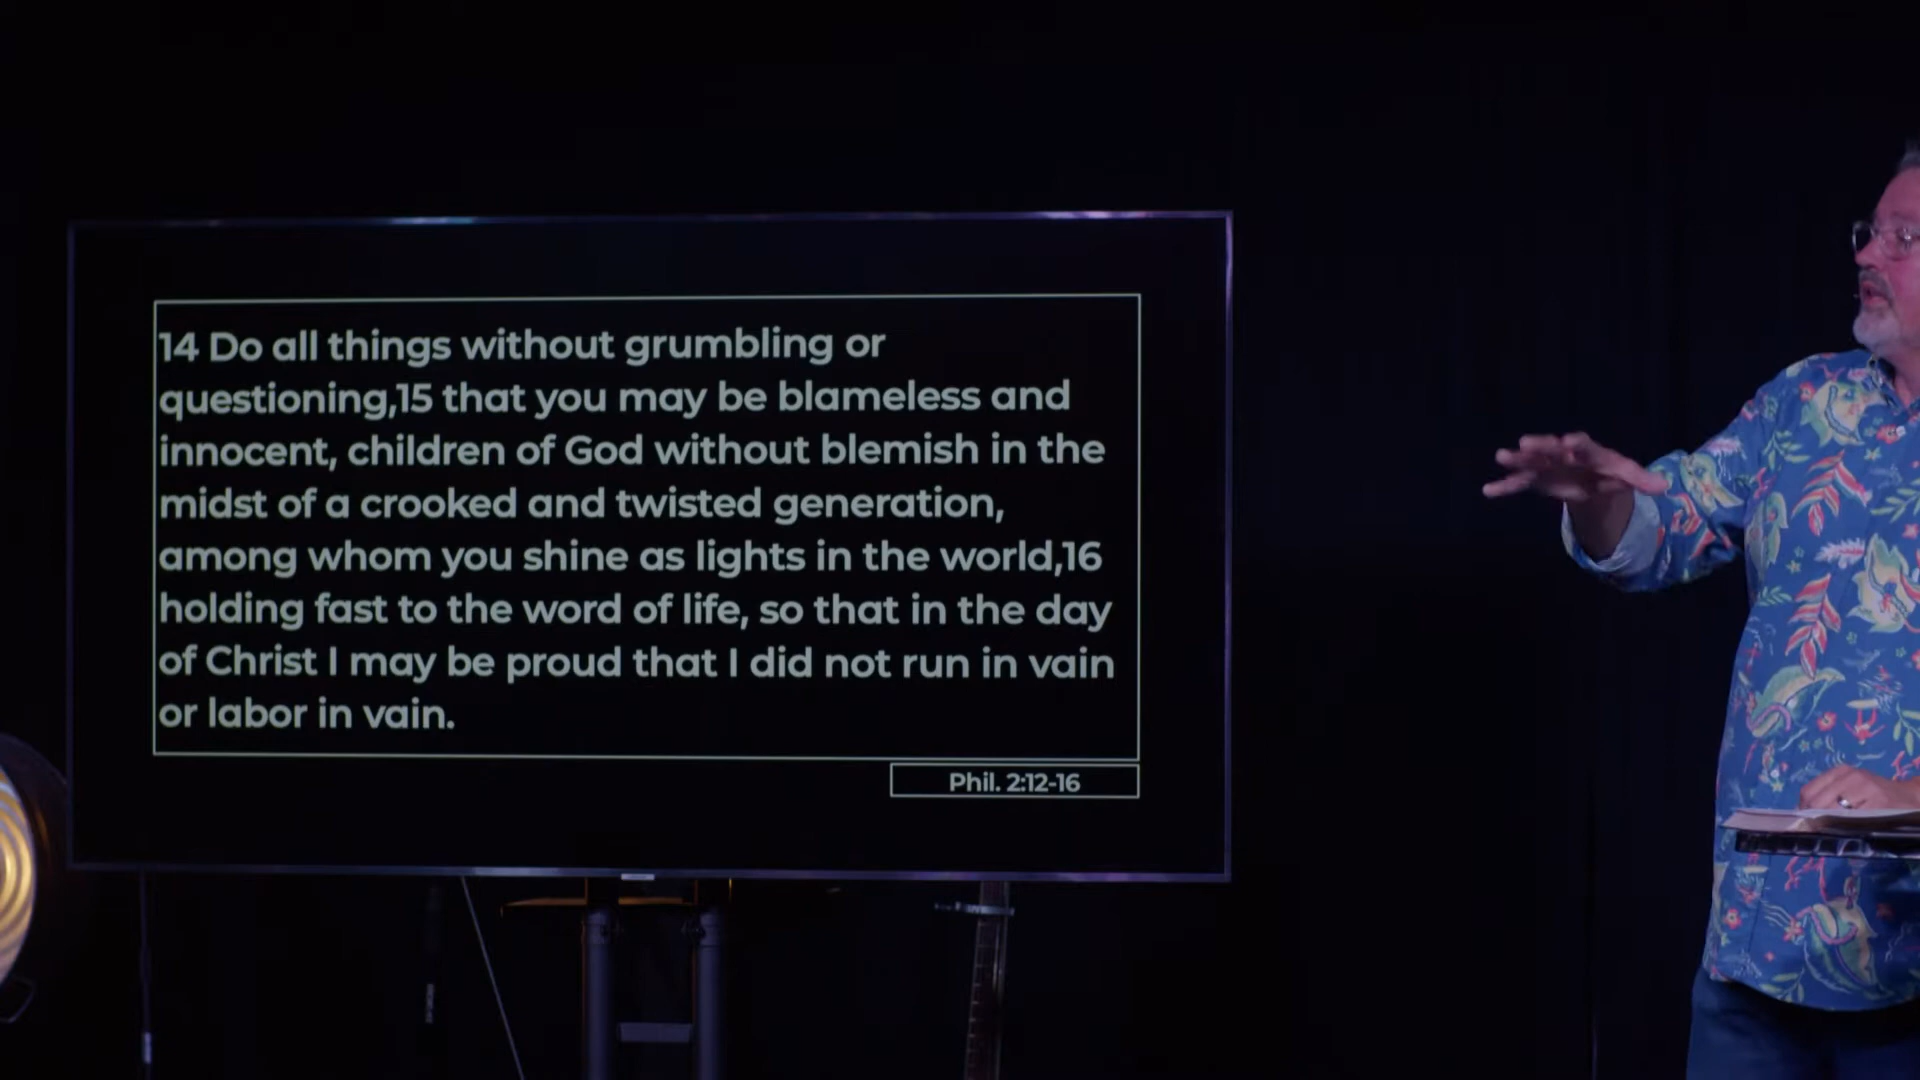 14 Do all things without grumbling or
questioning,15 that you may be blameless and
innocent, children of God without blemish in the
midst of a crooked and twisted generation,
among whom you shine as lights in the world,16
holding fast to the word of life, so that in the day
of Christ I may be proud that I did not run in vain
or labor in vain.
Phil. 2:12-16